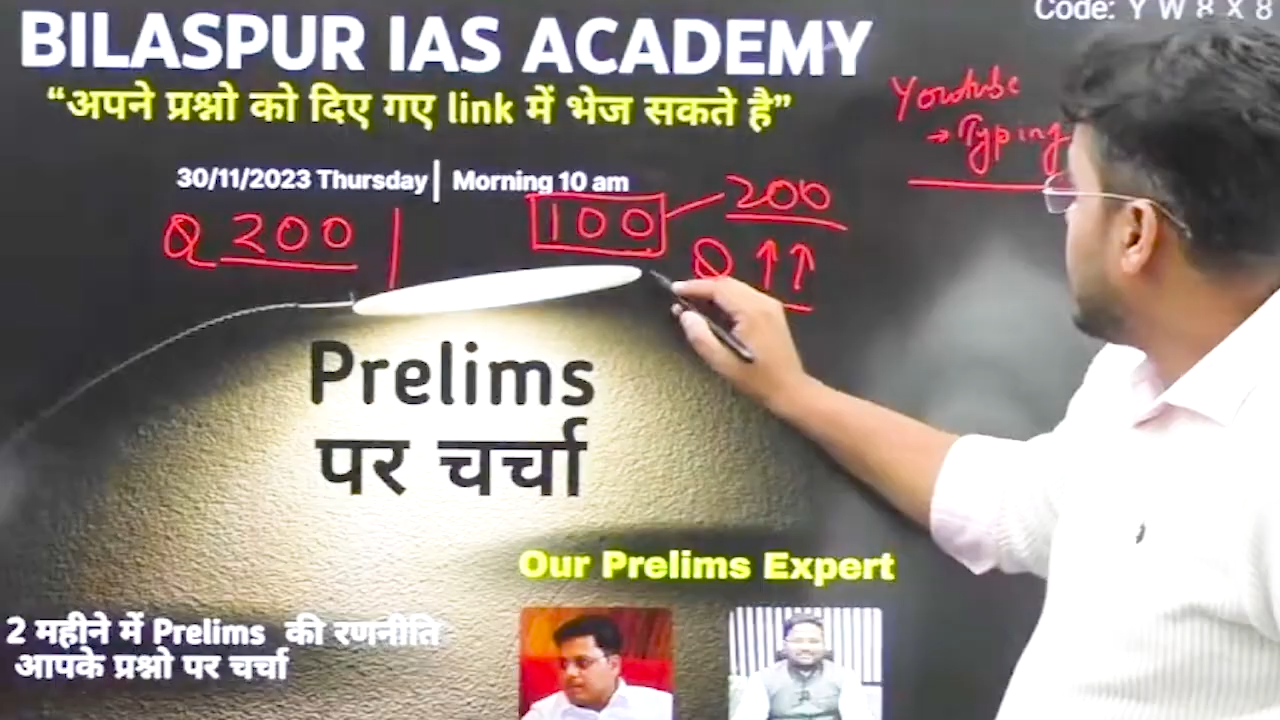 Code: Y W 8 X 8
BILASPUR IAS ACADEMY
“अपने प्रश्नो को दिए गए link में भेज सकते है”
Youtube
→ Typing
30/11/2023 Thursday | Morning 10 am
Q 200 |
100
200
Q ↑↑
Prelims
पर चर्चा
Our Prelims Expert
2 महीने में Prelims की रणनीति
आपके प्रश्नो पर चर्चा